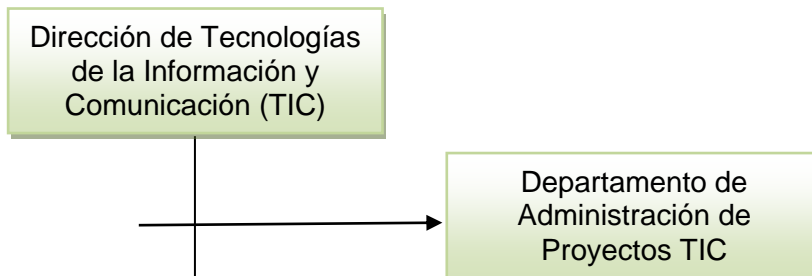 Dirección de Tecnologías
de la Información y
Comunicación (TIC)
Departamento de
Administración de
Proyectos TIC